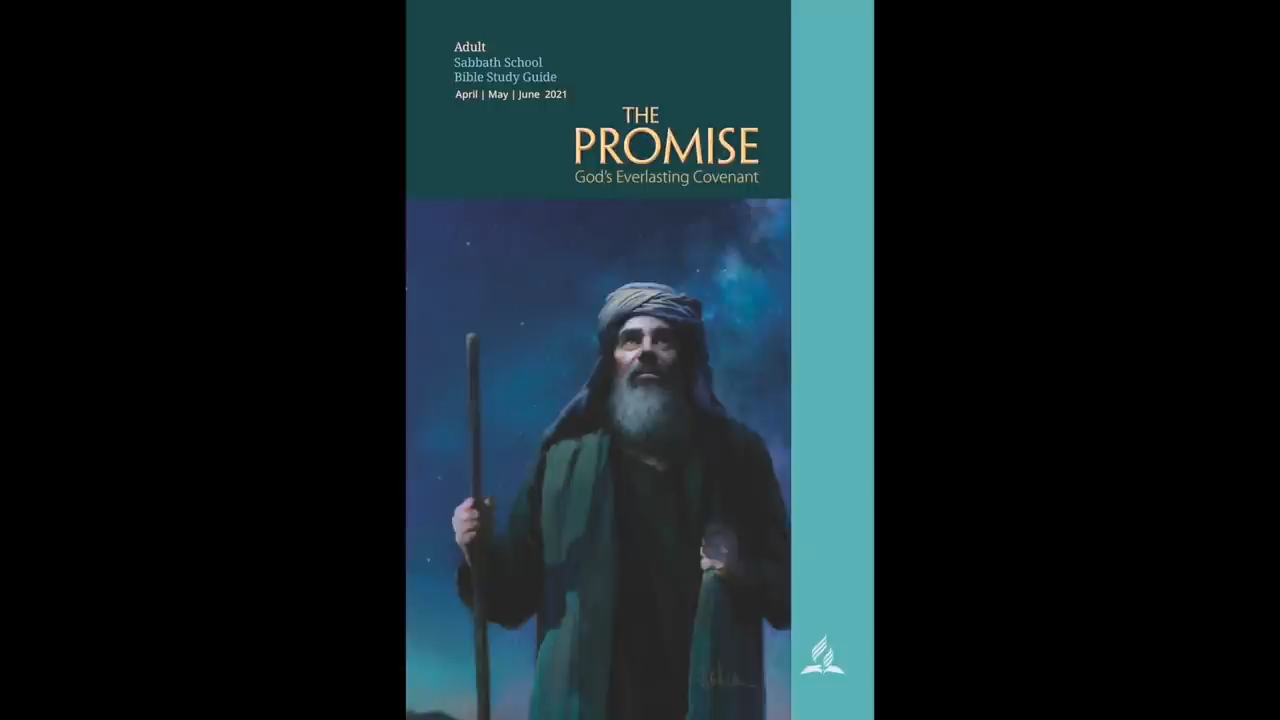 Adult
Sabbath School
Bible Study Guide
April | May | June 2021
THE
PROMISE
God's Everlasting Covenant